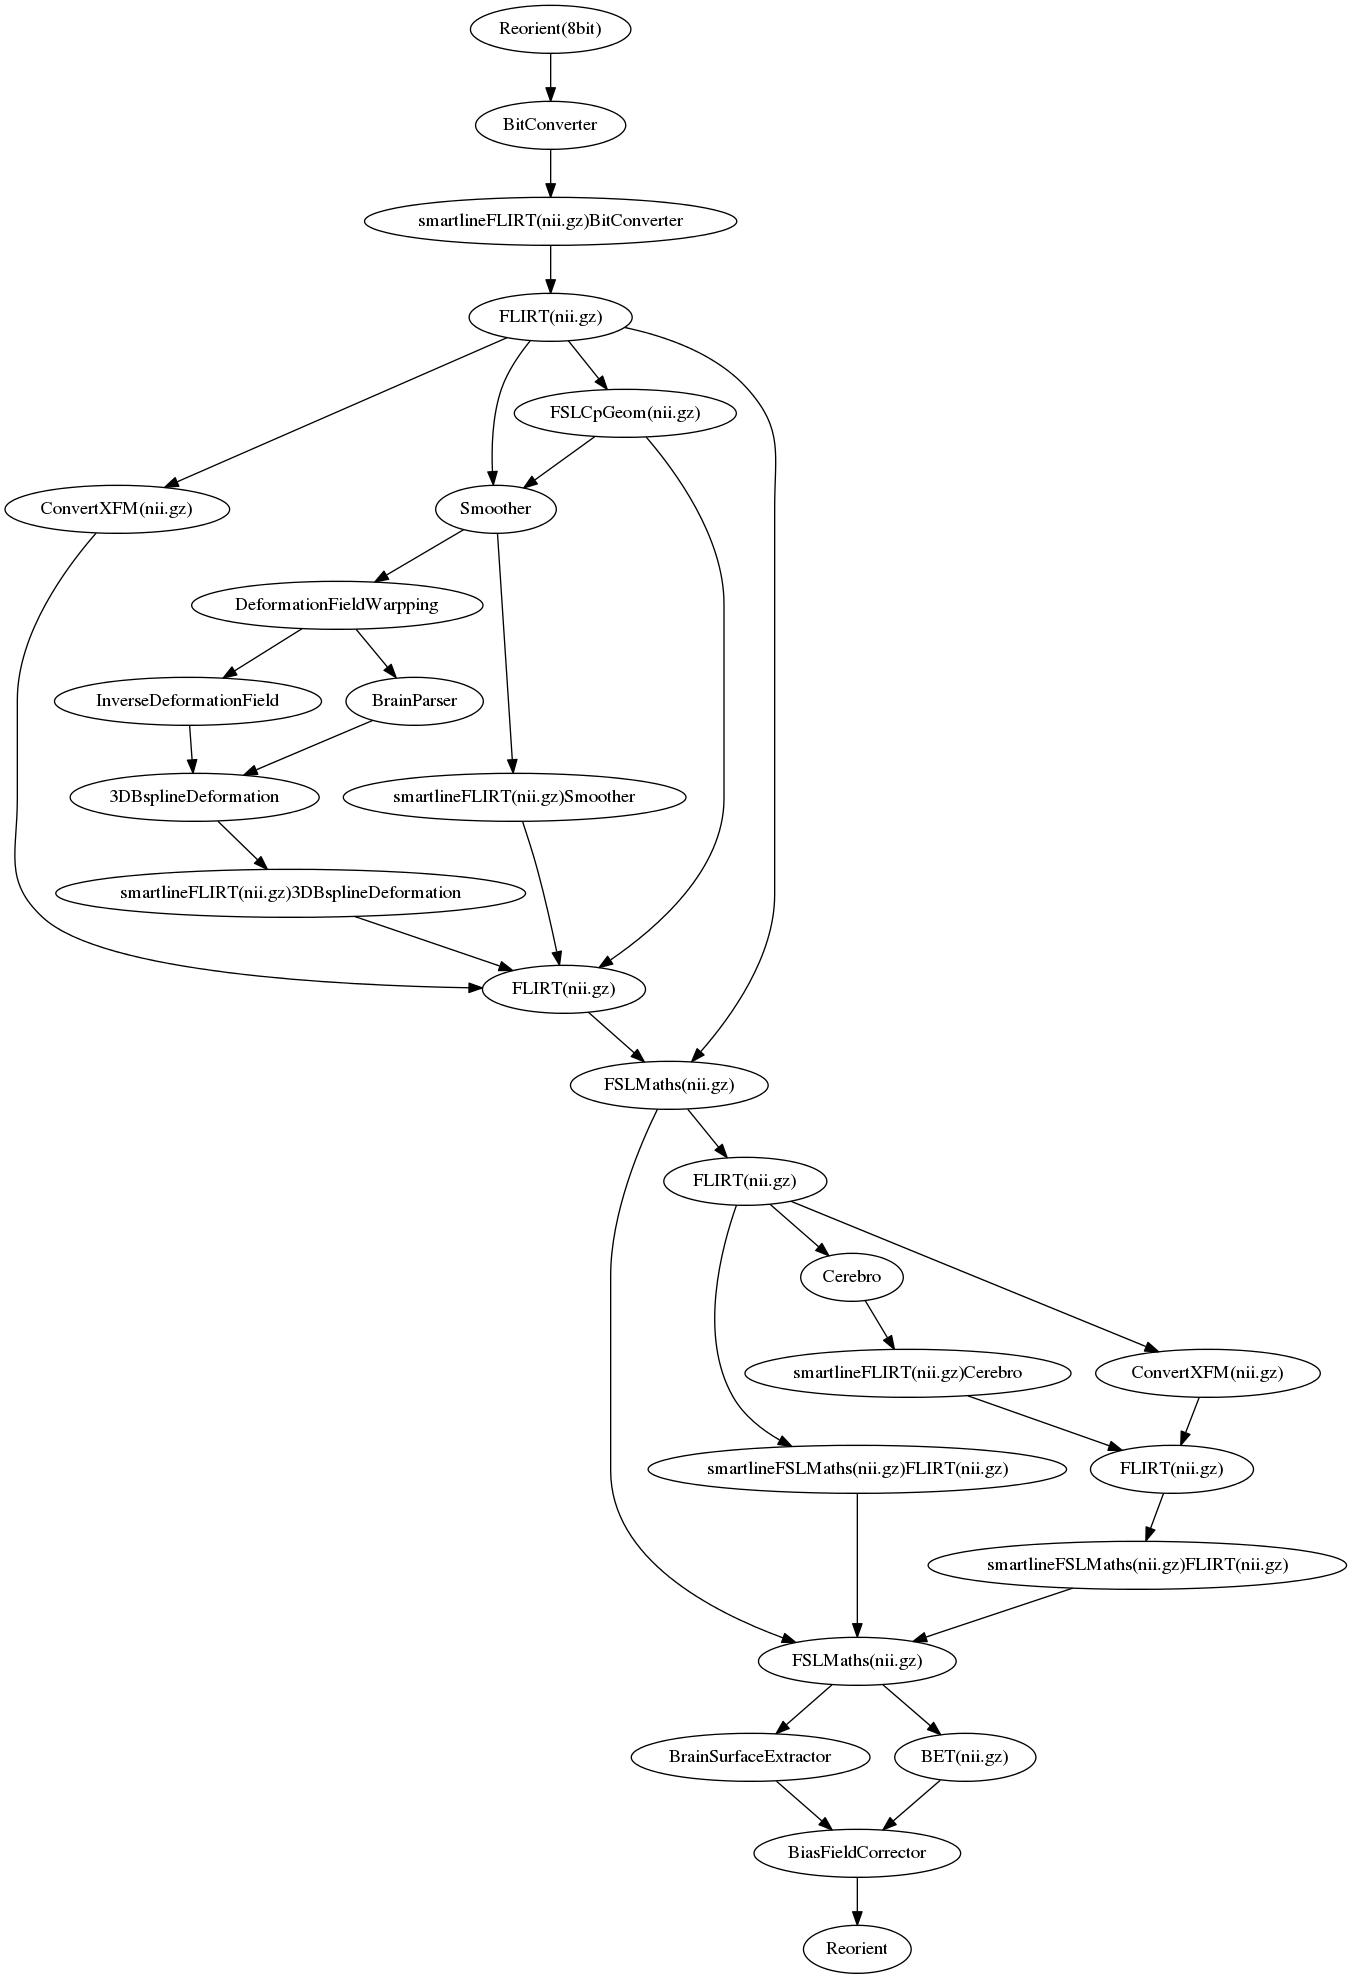 Reorient(8bit)
BitConverter
smartlineFLIRT(nii.gz)BitConverter
FLIRT(nii.gz)
FSLCpGeom(nii.gz)
ConvertXFM(nii.gz)
Smoother
DeformationFieldWarpping
InverseDeformationField
BrainParser
3DBsplineDeformation
smartlineFLIRT(nii.gz)Smoother
smartlineFLIRT(nii.gz)3DBsplineDeformation
FLIRT(nii.gz)
FSLMaths(nii.gz)
FLIRT(nii.gz)
Cerebro
smartlineFLIRT(nii.gz)Cerebro
ConvertXFM(nii.gz)
smartlineFSLMaths(nii.gz)FLIRT(nii.gz)
FLIRT(nii.gz)
smartlineFSLMaths(nii.gz)FLIRT(nii.gz)
FSLMaths(nii.gz)
BrainSurfaceExtractor
BET(nii.gz)
BiasFieldCorrector
Reorient